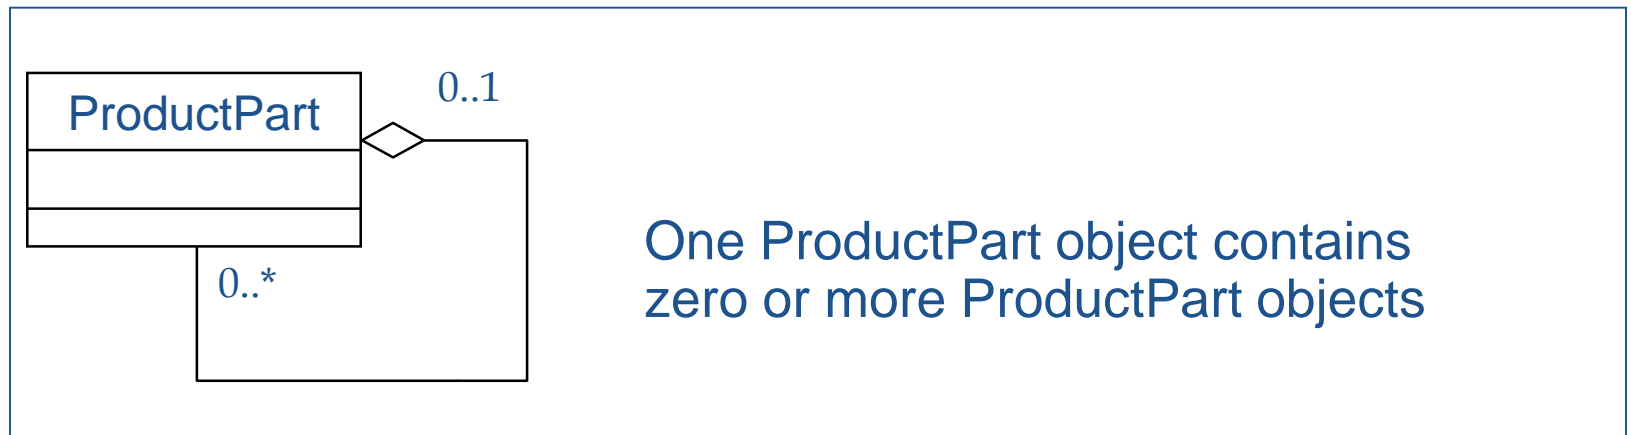 ProductPart
0..1
One ProductPart object contains
zero or more ProductPart objects
0..*